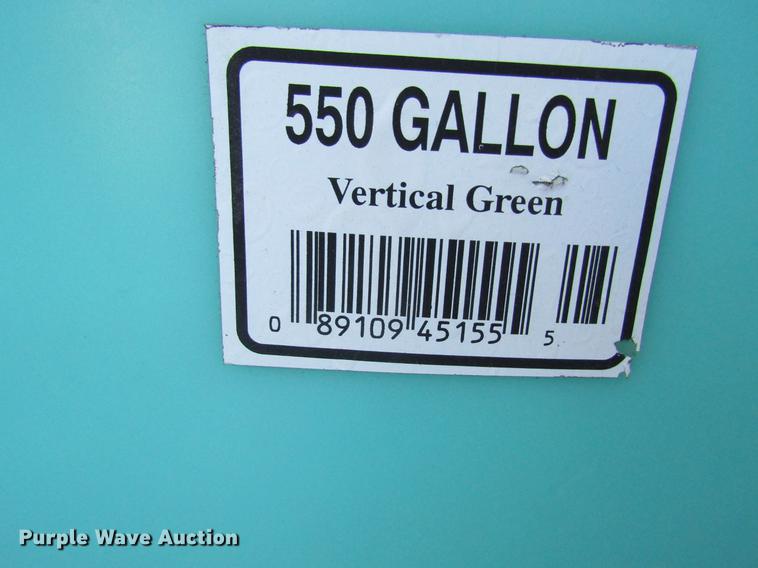 550 GALLON
Vertical Green
0 89109 45155 5
Purple Wave Auction